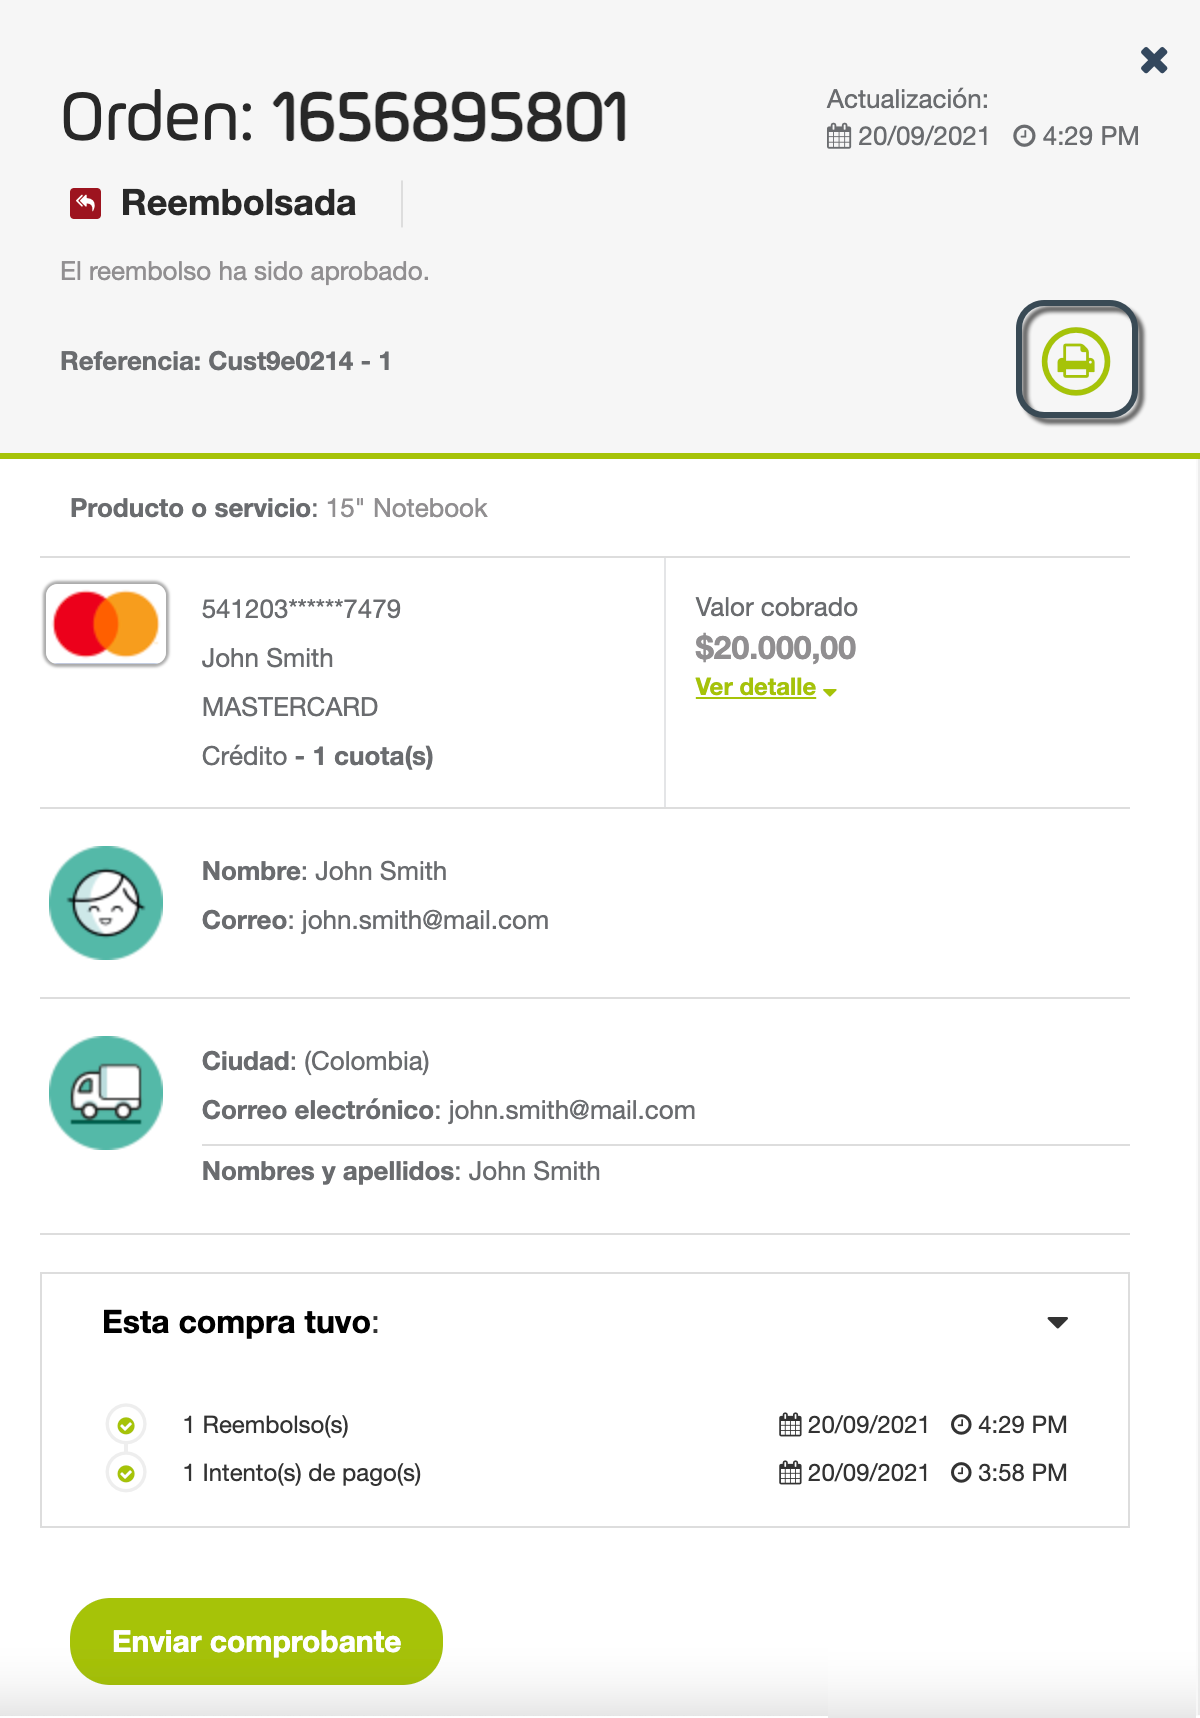 Orden: 1656895801
Actualización:
20/09/2021 4:29 PM
Reembolsada
El reembolso ha sido aprobado.
Referencia: Cust9e0214 - 1
Producto o servicio: 15" Notebook
541203******7479
John Smith
MASTERCARD
Crédito - 1 cuota(s)
Valor cobrado
$20.000,00
Ver detalle
Nombre: John Smith
Correo: john.smith@mail.com
Ciudad: (Colombia)
Correo electrónico: john.smith@mail.com
Nombres y apellidos: John Smith
Esta compra tuvo:
1 Reembolso(s) 20/09/2021 4:29 PM
1 Intento(s) de pago(s) 20/09/2021 3:58 PM
Enviar comprobante